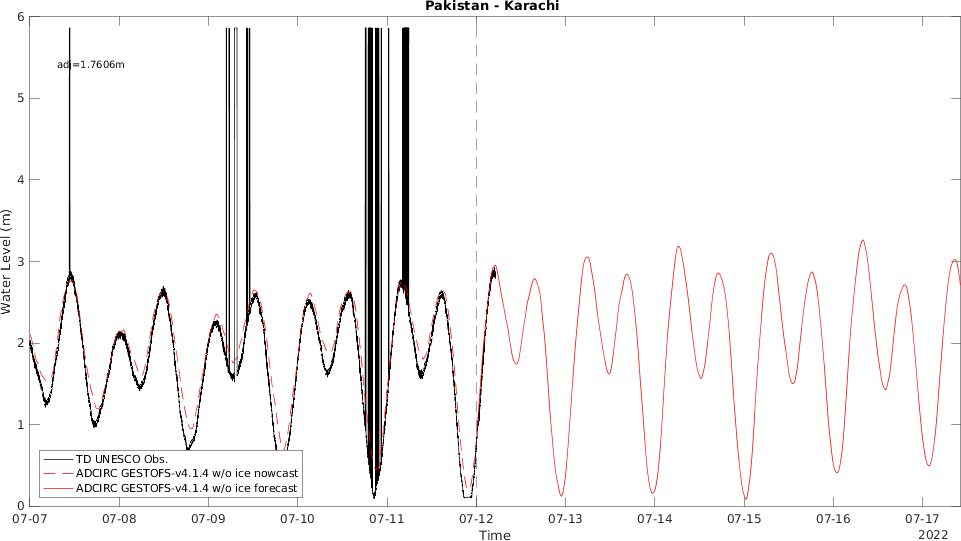 Pakistan - Karachi
6
adj=1.7606m
5
4
3
2
1
0
Water Level (m)
TD UNESCO Obs.
ADCIRC GESTOFS-v4.1.4 w/o ice nowcast
ADCIRC GESTOFS-v4.1.4 w/o ice forecast
07-07 07-08 07-09 07-10 07-11 07-12 07-13 07-14 07-15 07-16 07-17
Time
2022